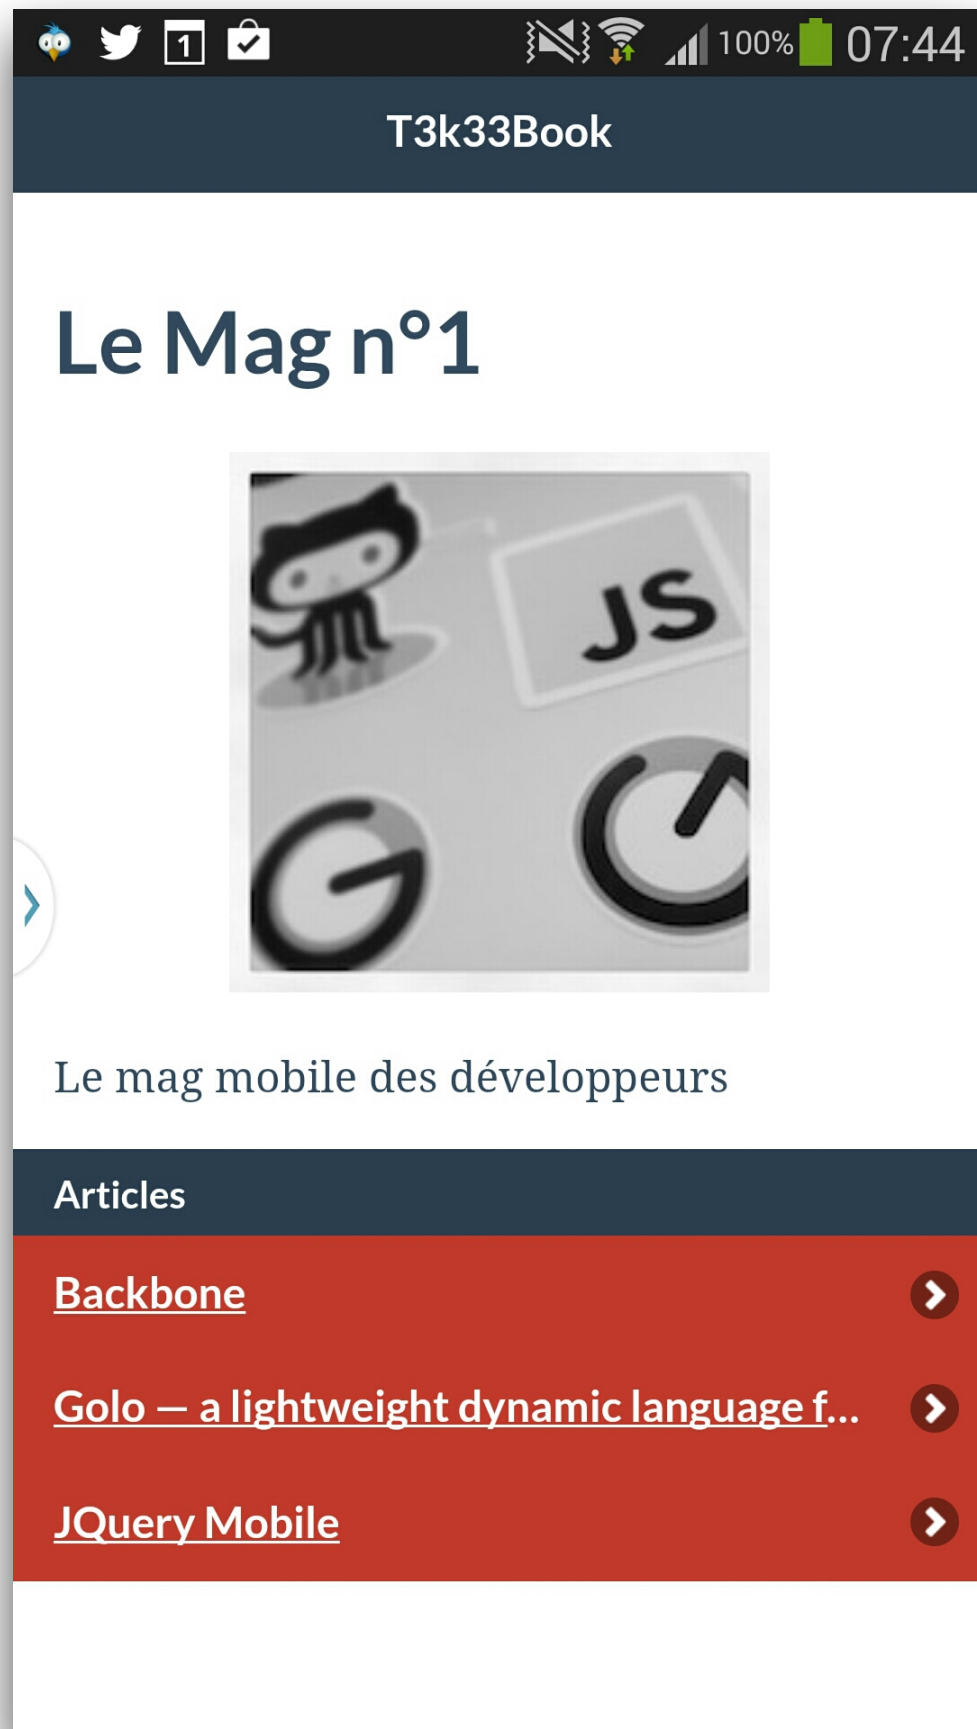 1 100% 07:44
T3k33Book
Le Mag n°1
JS
Le mag mobile des développeurs
Articles
Backbone
Golo — a lightweight dynamic language f...
JQuery Mobile